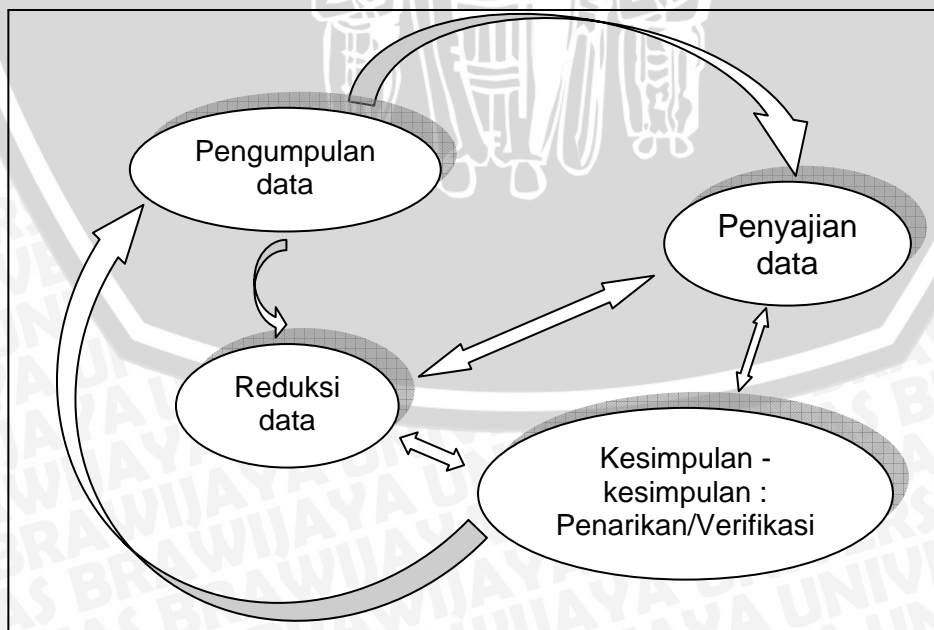 Pengumpulan
data
Penyajian
data
Reduksi
data
Kesimpulan -
kesimpulan :
Penarikan/Verifikasi